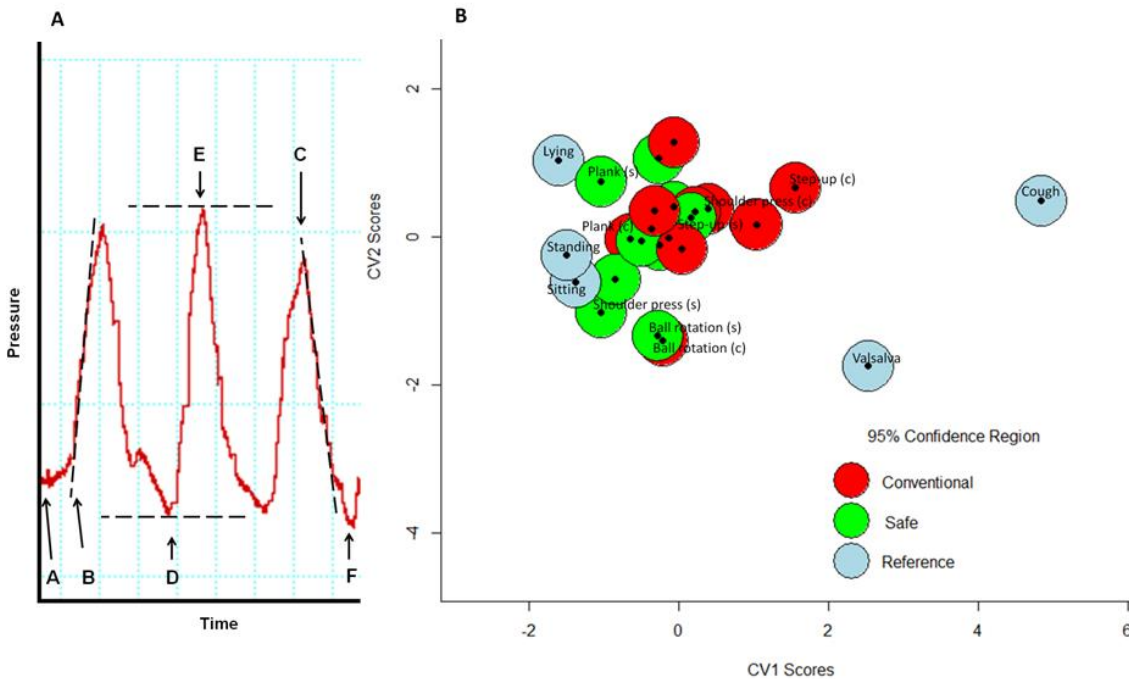 A
E
C
Pressure
A
B
D
F
Time
B
CV2 Scores
2
0
-2
-4
Lying
Plank (s)
Step-up (c)
Cough
Shoulder press (c)
Plank (c)
Step-up (s)
Standing
Sitting
Shoulder press (s)
Ball rotation (s)
Ball rotation (c)
Valsalva
95% Confidence Region
Conventional
Safe
Reference
-2
0
2
4
6
CV1 Scores